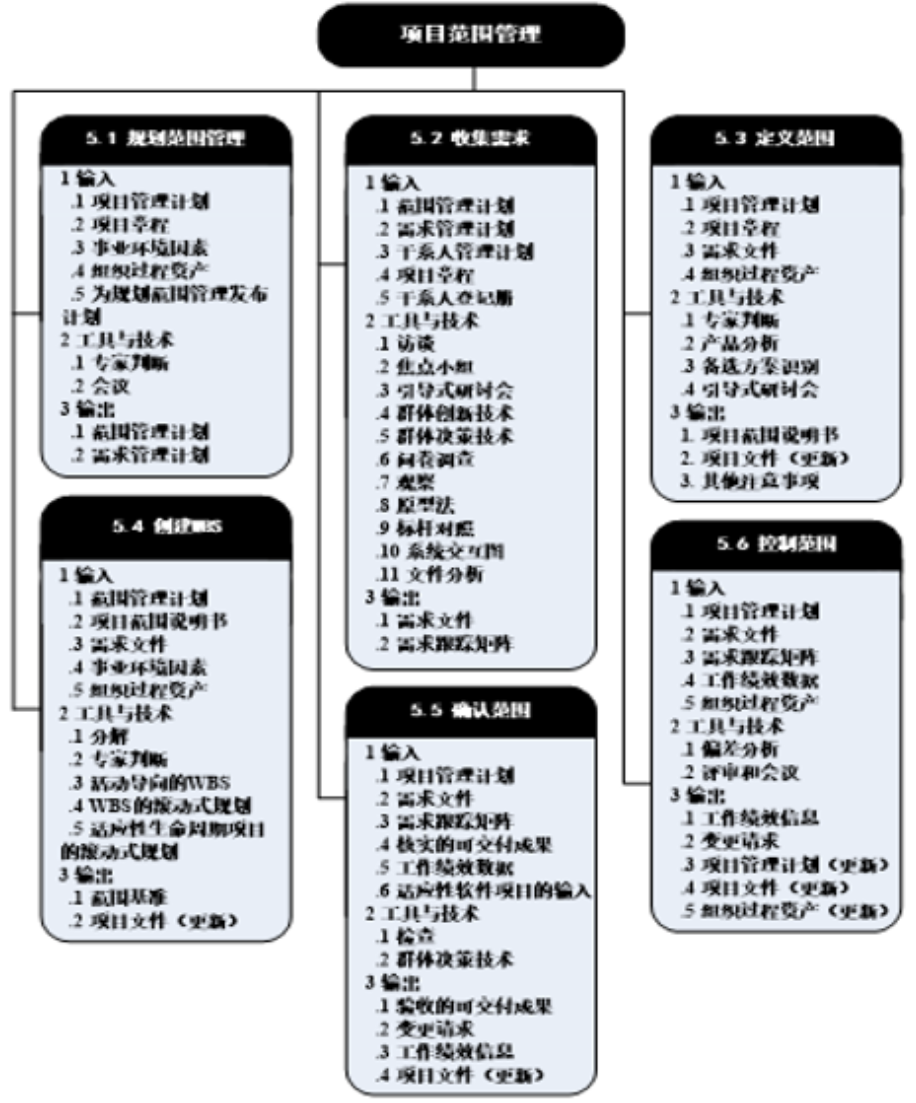 项目范围管理
5.1 规划范围管理
1 输入
.1 项目管理计划
.2 项目章程
.3 事业环境因素
.4 组织过程资产
.5 为规划范围管理发布
计划
2 工具与技术
.1 专家判断
.2 会议
3 输出
.1 范围管理计划
.2 需求管理计划
5.2 收集需求
1 输入
.1 范围管理计划
.2 需求管理计划
.3 干系人管理计划
.4 项目章程
.5 干系人登记册
2 工具与技术
.1 访谈
.2 焦点小组
.3 引导式研讨会
.4 群体创新技术
.5 群体决策技术
.6 问卷调查
.7 观察
.8 原型法
.9 标杆对照
.10 系统交互图
.11 文件分析
3 输出
.1 需求文件
.2 需求跟踪矩阵
5.3 定义范围
1 输入
.1 项目管理计划
.2 项目章程
.3 需求文件
.4 组织过程资产
2 工具与技术
.1 专家判断
.2 产品分析
.3 备选方案识别
.4 引导式研讨会
3 输出
1. 项目范围说明书
2. 项目文件（更新）
3. 其他注意事项
5.4 创建WBS
1 输入
.1 范围管理计划
.2 项目范围说明书
.3 需求文件
.4 事业环境因素
.5 组织过程资产
2 工具与技术
.1 分解
.2 专家判断
.3 活动导向的WBS
.4 WBS的滚动式规划
.5 适应性生命周期项目
的滚动式规划
3 输出
.1 范围基准
.2 项目文件（更新）
5.5 确认范围
1 输入
.1 项目管理计划
.2 需求文件
.3 需求跟踪矩阵
.4 核实的可交付成果
.5 工作绩效数据
.6 适应性软件项目的输入
2 工具与技术
.1 检查
.2 群体决策技术
3 输出
.1 验收的可交付成果
.2 变更请求
.3 工作绩效信息
.4 项目文件（更新）
5.6 控制范围
1 输入
.1 项目管理计划
.2 需求文件
.3 需求跟踪矩阵
.4 工作绩效数据
.5 组织过程资产
2 工具与技术
.1 偏差分析
.2 评审和会议
3 输出
.1 工作绩效信息
.2 变更请求
.3 项目管理计划（更新）
.4 项目文件（更新）
.5 组织过程资产（更新）